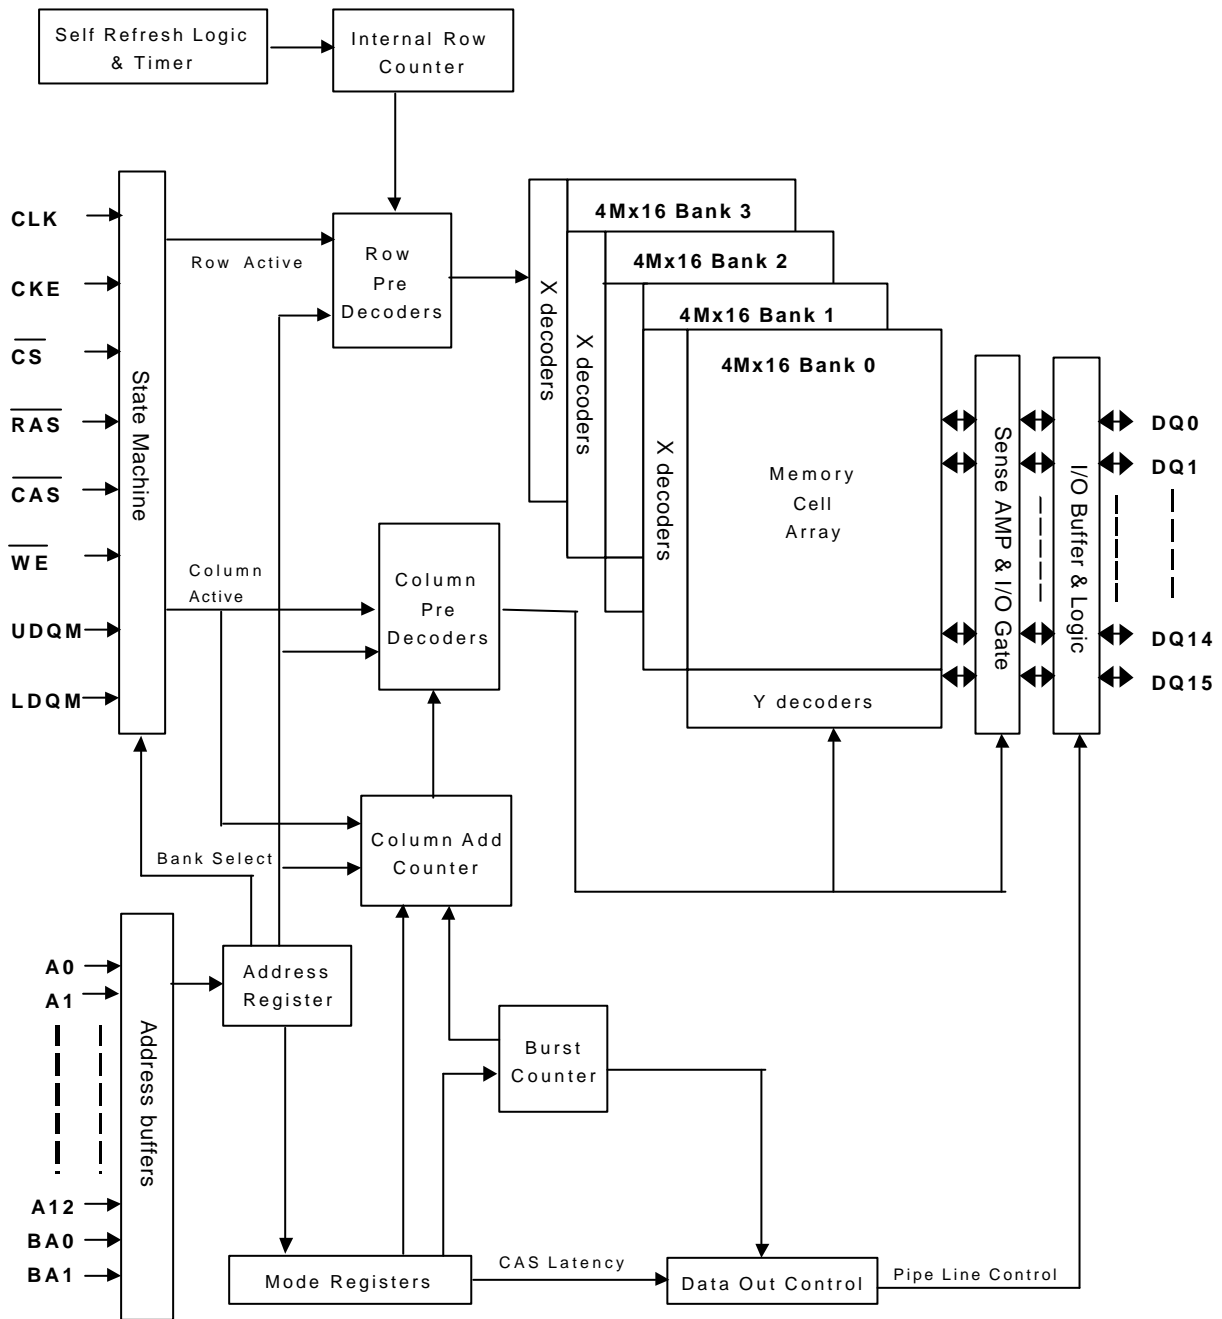 Self Refresh Logic
& Timer
Internal Row
Counter
CLK
CKE
CS
RAS
CAS
WE
UDQM
LDQM
State Machine
Row Active
Row
Pre
Decoders
Column
Active
Column
Pre
Decoders
X decoders
4Mx16 Bank 3
X decoders
4Mx16 Bank 2
4Mx16 Bank 1
X decoders
4Mx16 Bank 0
Memory
Cell
Array
Y decoders
Sense AMP & I/O Gate
I/O Buffer & Logic
DQ0
DQ1
DQ14
DQ15
Column Add
Counter
Bank Select
A0
A1
A12
BA0
BA1
Address buffers
Address
Register
Burst
Counter
Mode Registers
CAS Latency
Data Out Control
Pipe Line Control